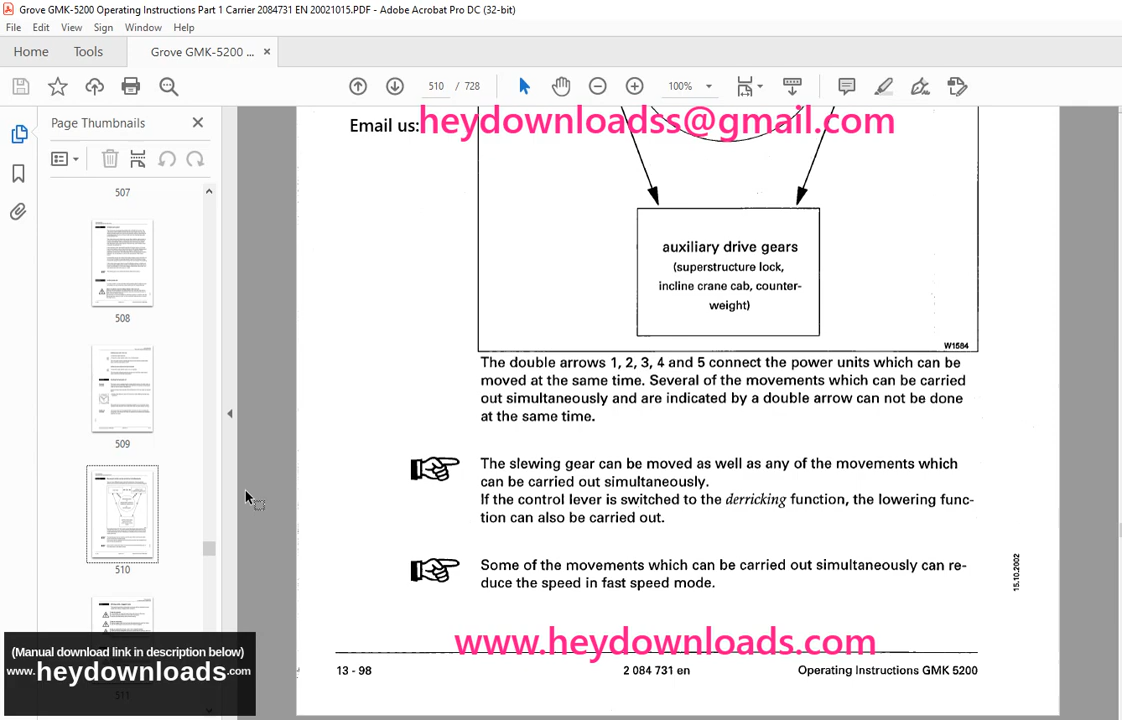 Grove GMK-5200 Operating Instructions Part 1 Carrier 2084731 EN 20021015.PDF - Adobe Acrobat Pro DC (32-bit)
File Edit View Sign Window Help
Home Tools Grove GMK-5200 ... ×
510 / 728 100%
Page Thumbnails
507
508
509
510
511
Email us: heydownloadss@gmail.com
auxiliary drive gears
(superstructure lock,
incline crane cab, counter-
weight)
W1584
The double arrows 1, 2, 3, 4 and 5 connect the power units which can be
moved at the same time. Several of the movements which can be carried
out simultaneously and are indicated by a double arrow can not be done
at the same time.
The slewing gear can be moved as well as any of the movements which
can be carried out simultaneously.
If the control lever is switched to the derricking function, the lowering func-
tion can also be carried out.
Some of the movements which can be carried out simultaneously can re-
duce the speed in fast speed mode.
15.10.2002
www.heydownloads.com
13 - 98 2 084 731 en Operating Instructions GMK 5200
(Manual download link in description below)
www.heydownloads.com